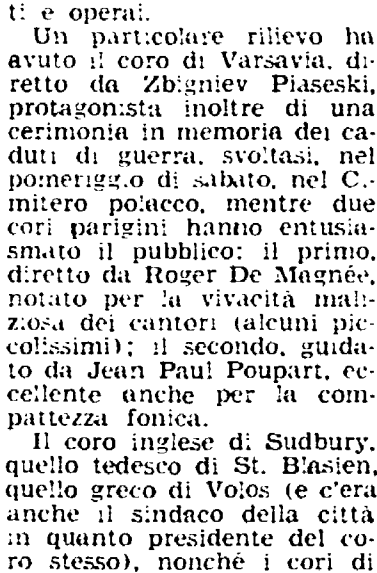 ti e operai.
Un particolare rilievo ha
avuto il coro di Varsavia, di-
retto da Zbigniev Piaseski,
protagonista inoltre di una
cerimonia in memoria dei ca-
duti di guerra, svoltasi, nel
pomeriggio di sabato, nel Ci-
mitero polacco, mentre due
cori parigini hanno entusia-
smato il pubblico: il primo,
diretto da Roger De Magnée,
notato per la vivacità mali-
ziosa dei cantori (alcuni pic-
colissimi); il secondo, guida-
to da Jean Paul Poupart, ec-
cellente anche per la com-
pattezza fonica.
Il coro inglese di Sudbury,
quello tedesco di St. Blasien,
quello greco di Volos (e c'era
anche il sindaco della città
in quanto presidente del co-
ro stesso), nonché i cori di